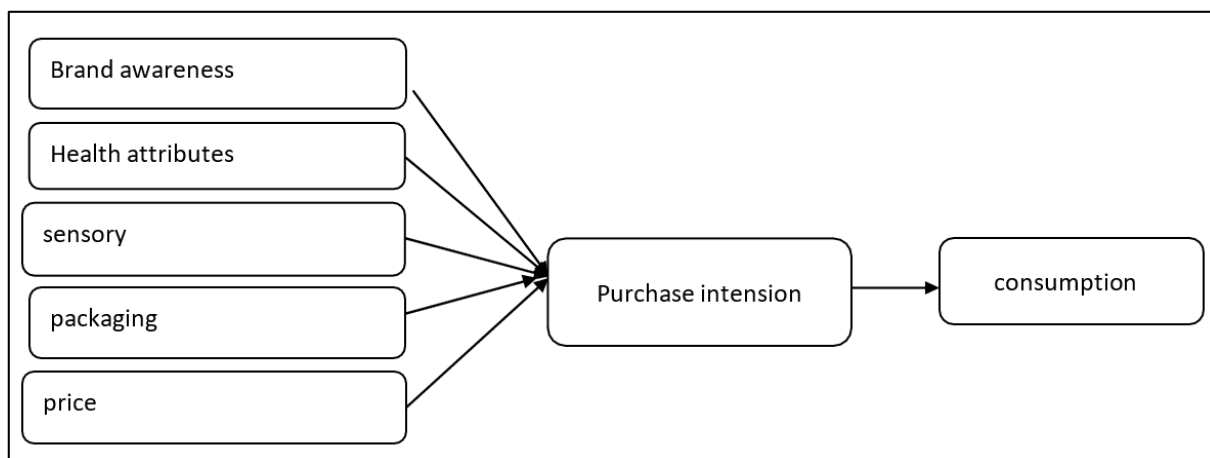 Brand awareness
Health attributes
sensory
packaging
price
Purchase intension
consumption